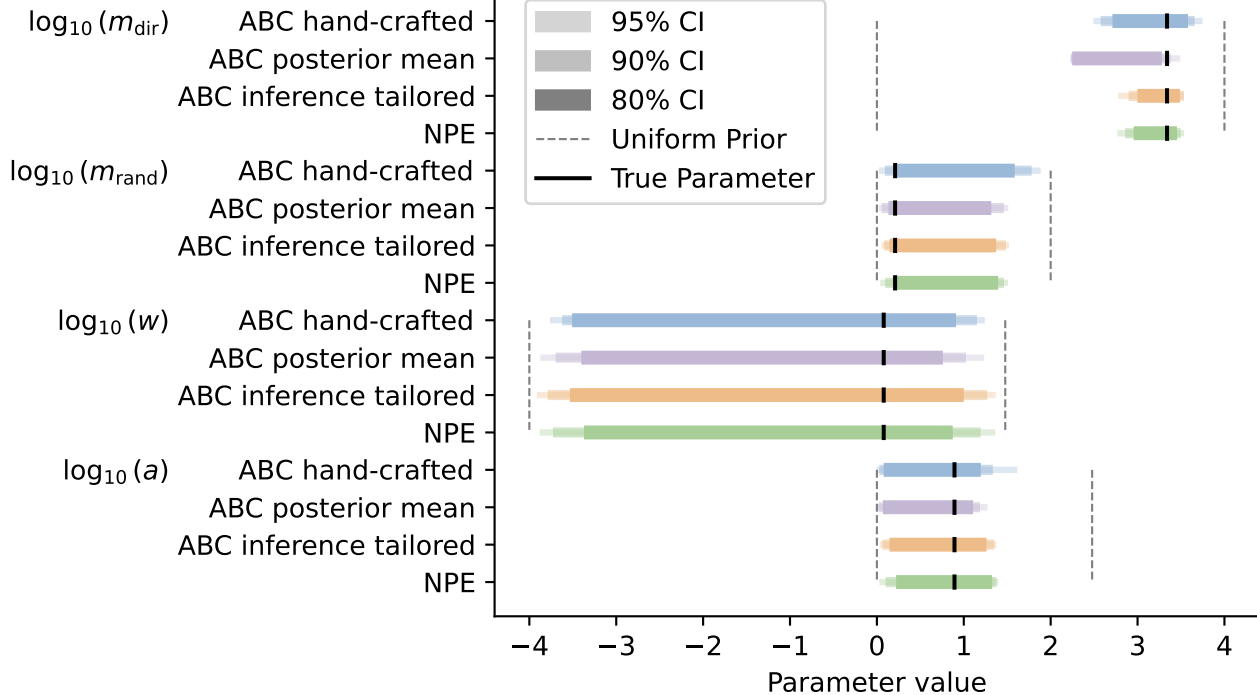 log₁₀ (m_dir) ABC hand-crafted
ABC posterior mean
ABC inference tailored
NPE
log₁₀ (m_rand) ABC hand-crafted
ABC posterior mean
ABC inference tailored
NPE
log₁₀ (w) ABC hand-crafted
ABC posterior mean
ABC inference tailored
NPE
log₁₀ (a) ABC hand-crafted
ABC posterior mean
ABC inference tailored
NPE
95% CI
90% CI
80% CI
Uniform Prior
True Parameter
−4 −3 −2 −1 0 1 2 3 4
Parameter value